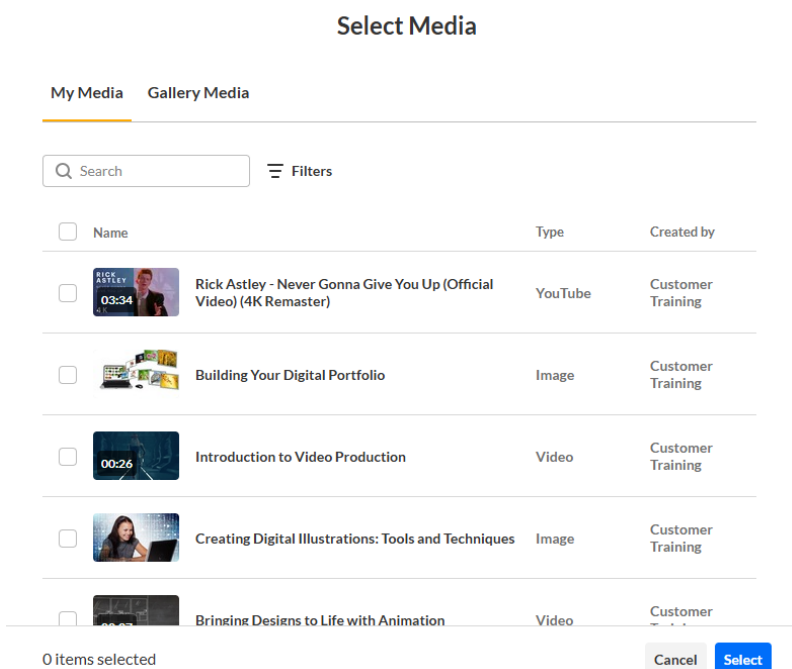 Select Media
My Media Gallery Media
Search Filters
Name Type Created by
RICK
ASTLEY
4K
03:34
Rick Astley - Never Gonna Give You Up (Official
Video) (4K Remaster)
YouTube
Customer
Training
Building Your Digital Portfolio
Image
Customer
Training
00:26
Introduction to Video Production
Video
Customer
Training
Creating Digital Illustrations: Tools and Techniques
Image
Customer
Training
Bringing Designs to Life with Animation
Video
Customer
0 items selected
Cancel Select